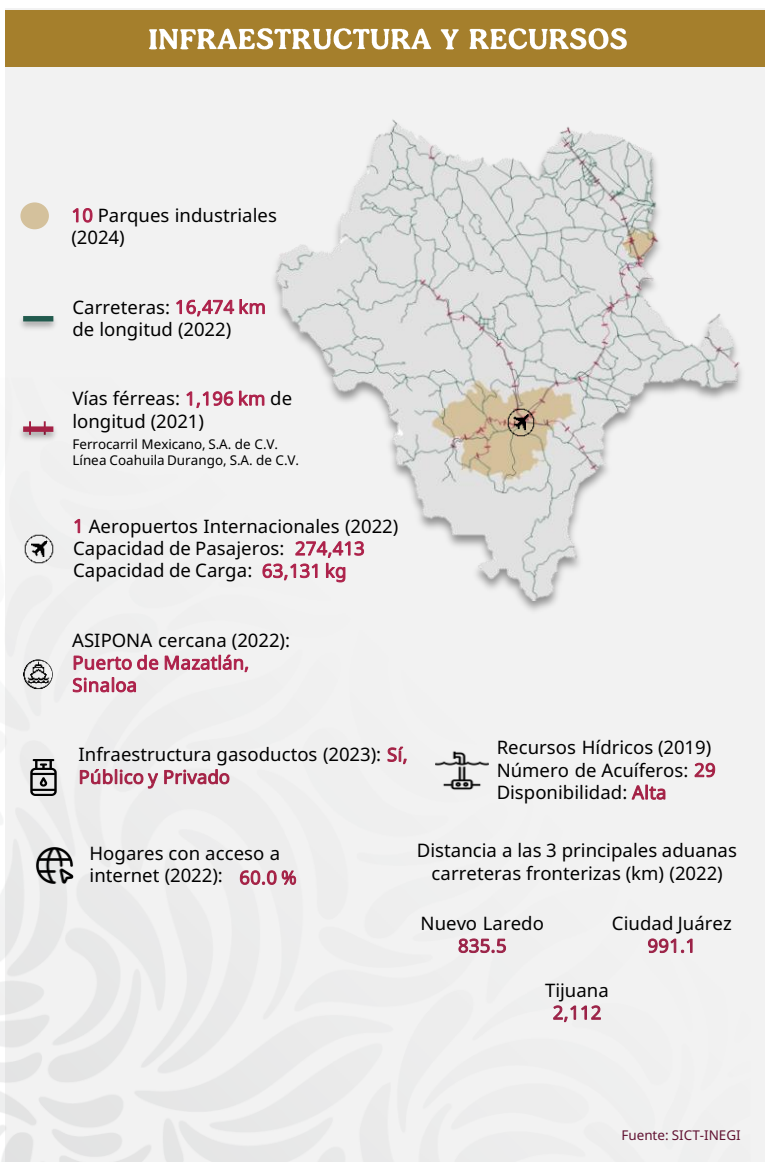 INFRAESTRUCTURA Y RECURSOS
10 Parques industriales
(2024)
Carreteras: 16,474 km
de longitud (2022)
Vías férreas: 1,196 km de
longitud (2021)
Ferrocarril Mexicano, S.A. de C.V.
Línea Coahuila Durango, S.A. de C.V.
1 Aeropuertos Internacionales (2022)
Capacidad de Pasajeros: 274,413
Capacidad de Carga: 63,131 kg
ASIPONA cercana (2022):
Puerto de Mazatlán,
Sinaloa
Infraestructura gasoductos (2023): Sí,
Público y Privado
Recursos Hídricos (2019)
Número de Acuíferos: 29
Disponibilidad: Alta
Hogares con acceso a
internet (2022): 60.0 %
Distancia a las 3 principales aduanas
carreteras fronterizas (km) (2022)
Nuevo Laredo
835.5
Ciudad Juárez
991.1
Tijuana
2,112
Fuente: SICT-INEGI